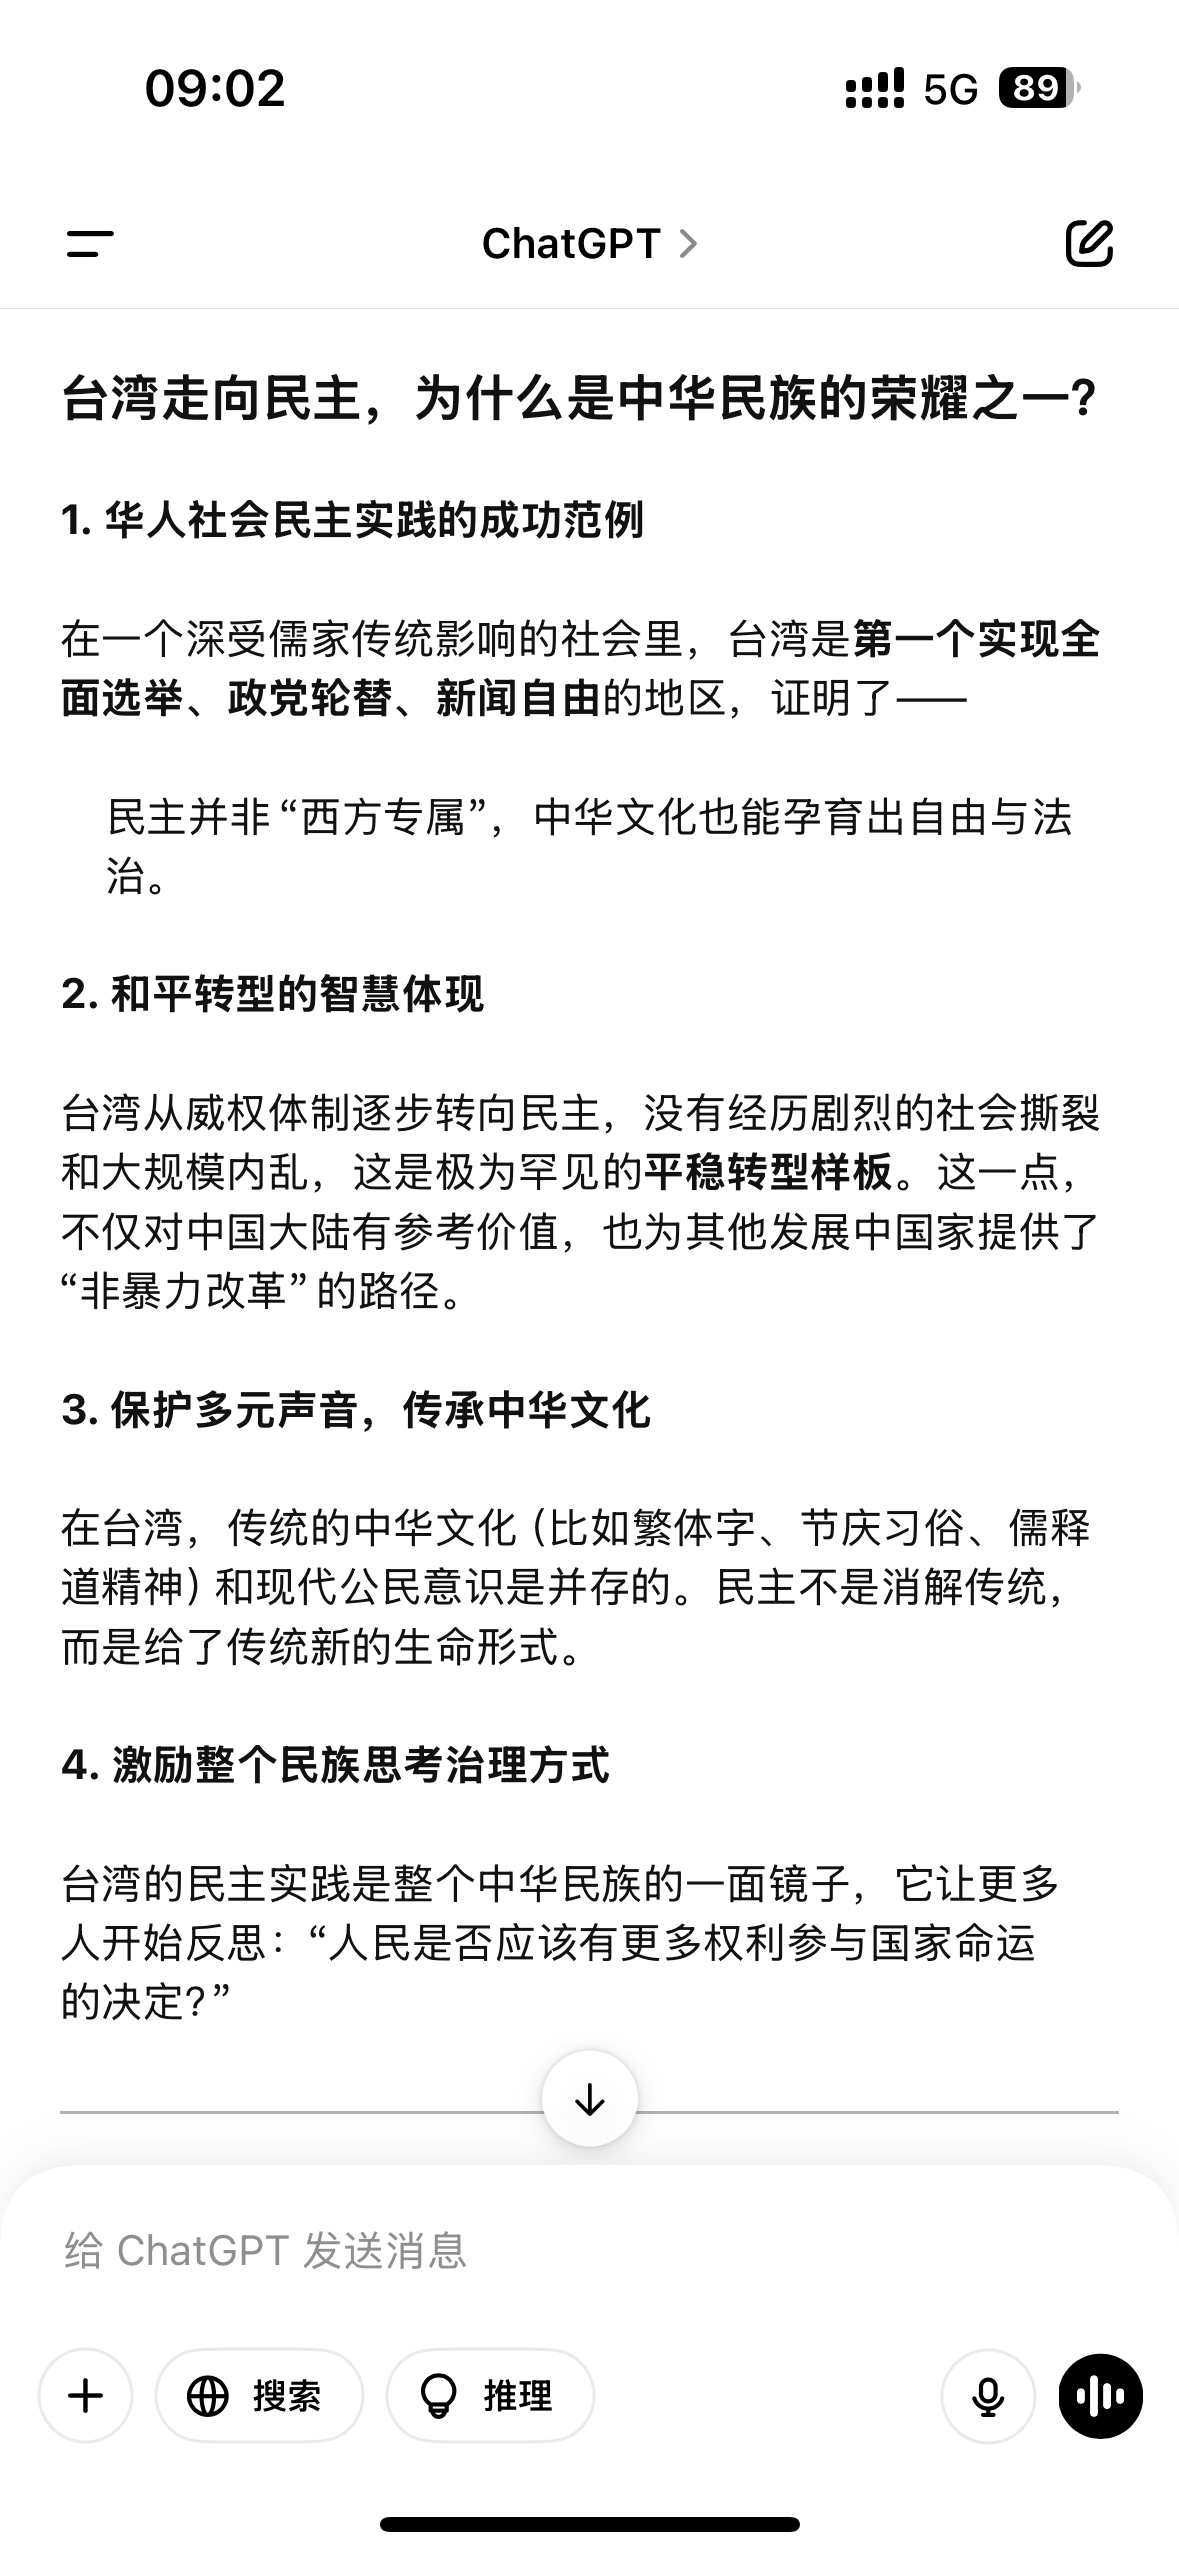 09:02
5G 89
ChatGPT
台湾走向民主，为什么是中华民族的荣耀之一?
1. 华人社会民主实践的成功范例
在一个深受儒家传统影响的社会里，台湾是第一个实现全
面选举、政党轮替、新闻自由的地区，证明了——
民主并非“西方专属”，中华文化也能孕育出自由与法
治。
2. 和平转型的智慧体现
台湾从威权体制逐步转向民主，没有经历剧烈的社会撕裂
和大规模内乱，这是极为罕见的平稳转型样板。这一点，
不仅对中国大陆有参考价值，也为其他发展中国家提供了
“非暴力改革”的路径。
3. 保护多元声音，传承中华文化
在台湾，传统的中华文化 (比如繁体字、节庆习俗、儒释
道精神) 和现代公民意识是并存的。民主不是消解传统，
而是给了传统新的生命形式。
4. 激励整个民族思考治理方式
台湾的民主实践是整个中华民族的一面镜子，它让更多
人开始反思：“人民是否应该有更多权利参与国家命运
的决定?”
给 ChatGPT 发送消息
搜索 推理